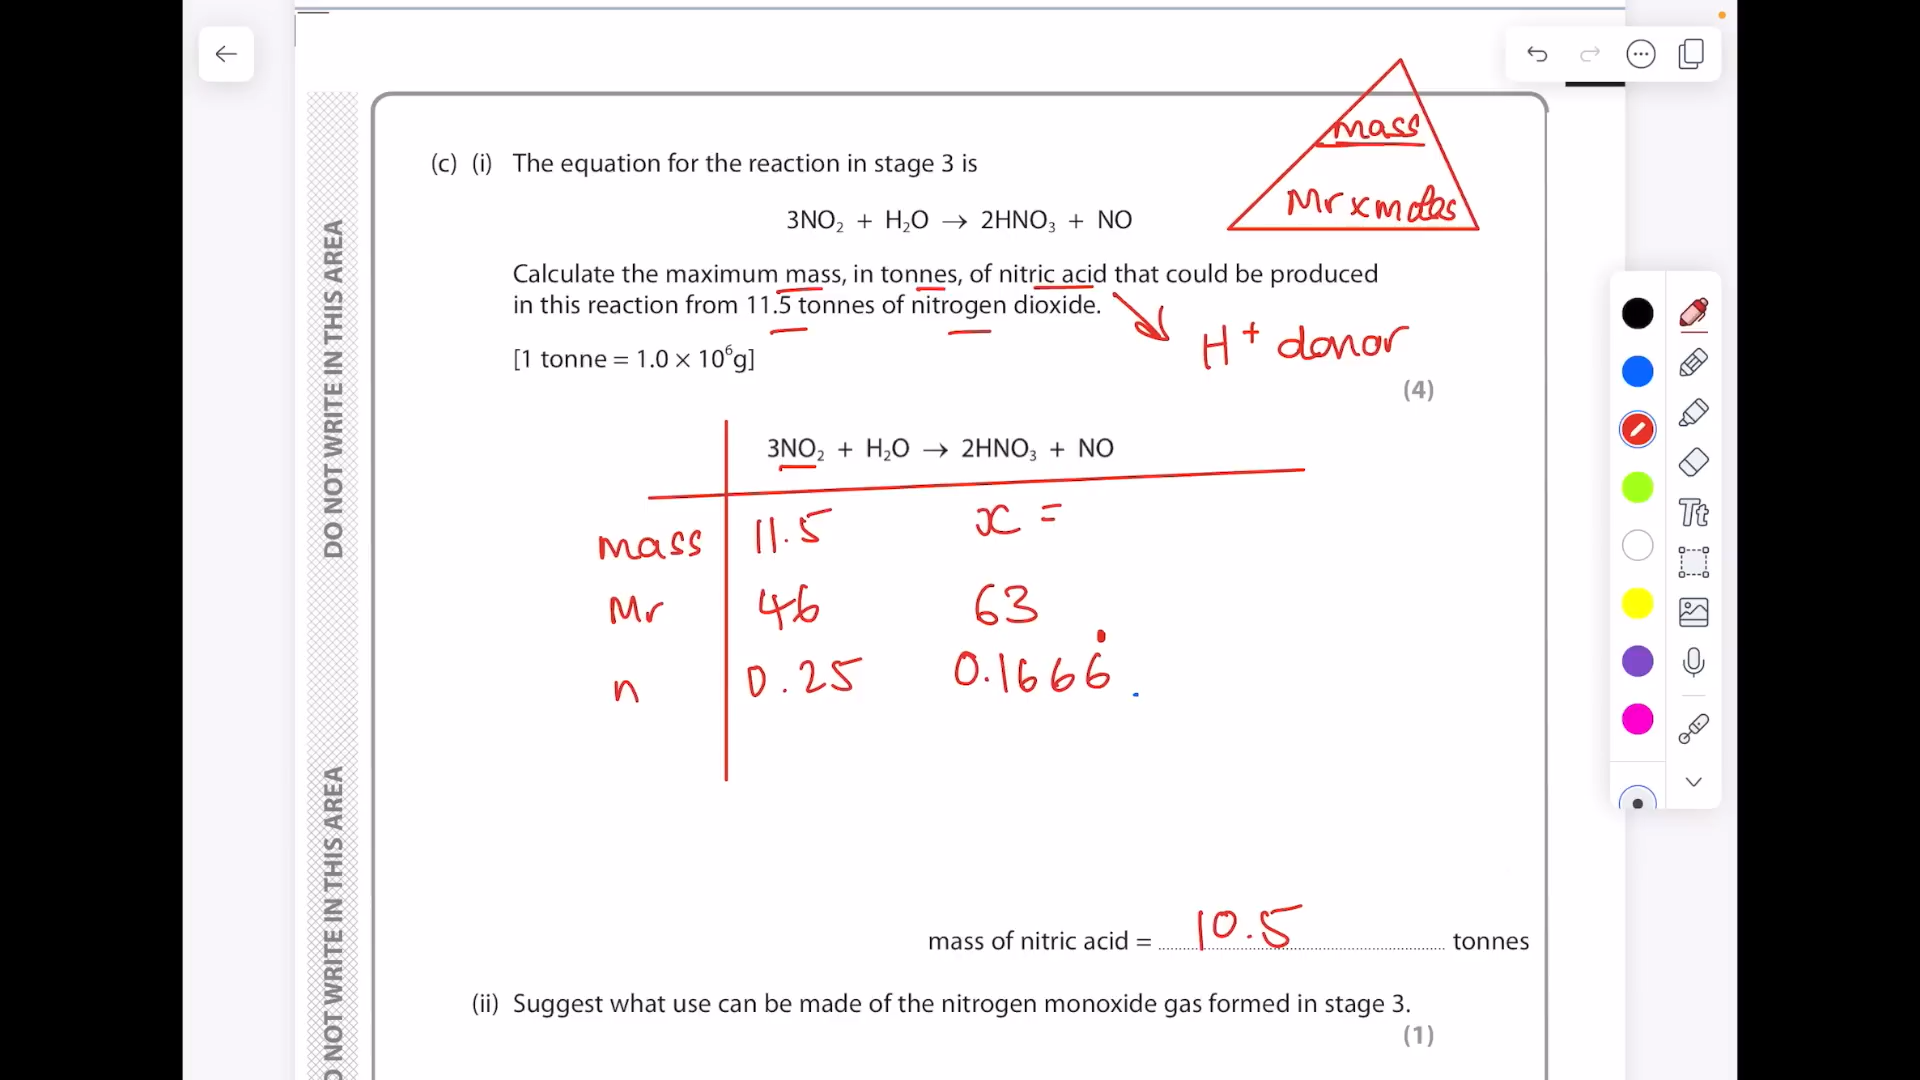 mass
Mr x moles
(c) (i) The equation for the reaction in stage 3 is
3NO₂ + H₂O → 2HNO₃ + NO
Calculate the maximum mass, in tonnes, of nitric acid that could be produced
in this reaction from 11.5 tonnes of nitrogen dioxide.
H⁺ donor
[1 tonne = 1.0 × 10⁶g]
(4)
3NO₂ + H₂O → 2HNO₃ + NO
mass 11.5 x =
Mr 46 63
n 0.25 0.1666̇
mass of nitric acid = 10.5 tonnes
(ii) Suggest what use can be made of the nitrogen monoxide gas formed in stage 3.
(1)
DO NOT WRITE IN THIS AREA
DO NOT WRITE IN THIS AREA
Tt